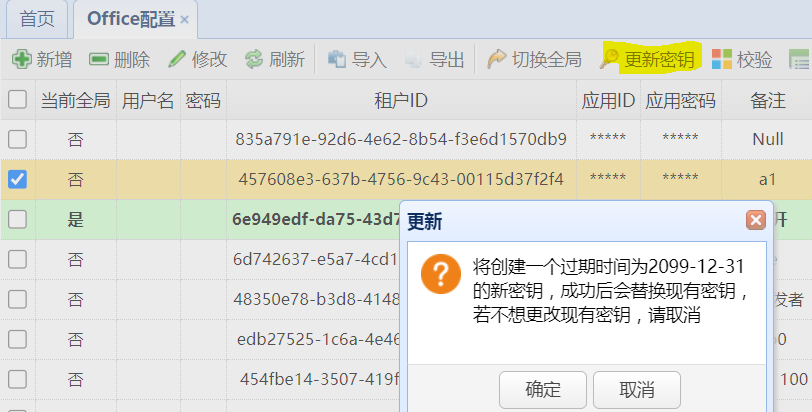 首页 Office配置 ×
新增 删除 修改 刷新 导入 导出 切换全局 更新密钥 校验
当前全局 用户名 密码 租户ID 应用ID 应用密码 备注
否 835a791e-92d6-4e62-8b54-f3e6d1570db9 ***** ***** Null
否 457608e3-637b-4756-9c43-00115d37f2f4 ***** ***** a1
是 6e949edf-da75-43d7
否 6d742637-e5a7-4cd1
否 48350e78-b3d8-4148 发者
否 edb27525-1c6a-4e46 00
否 454fbe14-3507-419f 100
更新
将创建一个过期时间为2099-12-31
的新密钥，成功后会替换现有密钥，
若不想更改现有密钥，请取消
确定 取消